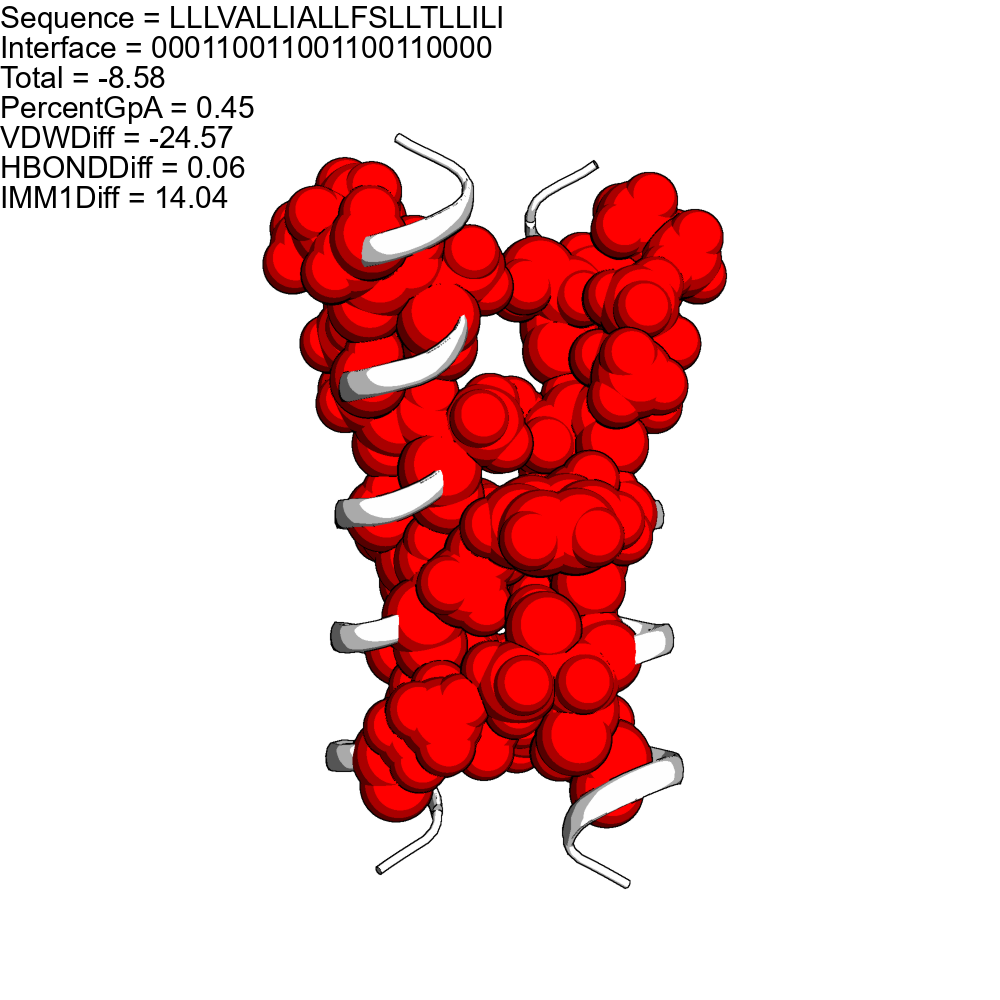 Sequence = LLLVALLIALLFSLLTLLILI
Interface = 000110011001100110000
Total = -8.58
PercentGpA = 0.45
VDWDiff = -24.57
HBONDDiff = 0.06
IMM1Diff = 14.04